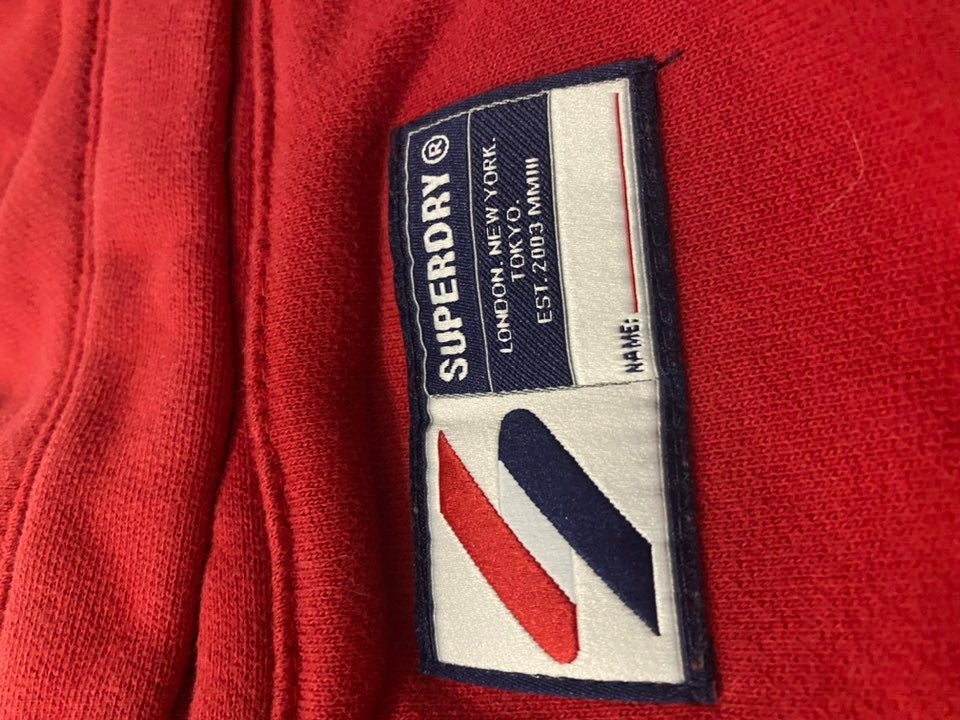 SUPERDRY ®
LONDON. NEW YORK.
TOKYO.
EST. 2003 MMIII
NAME: